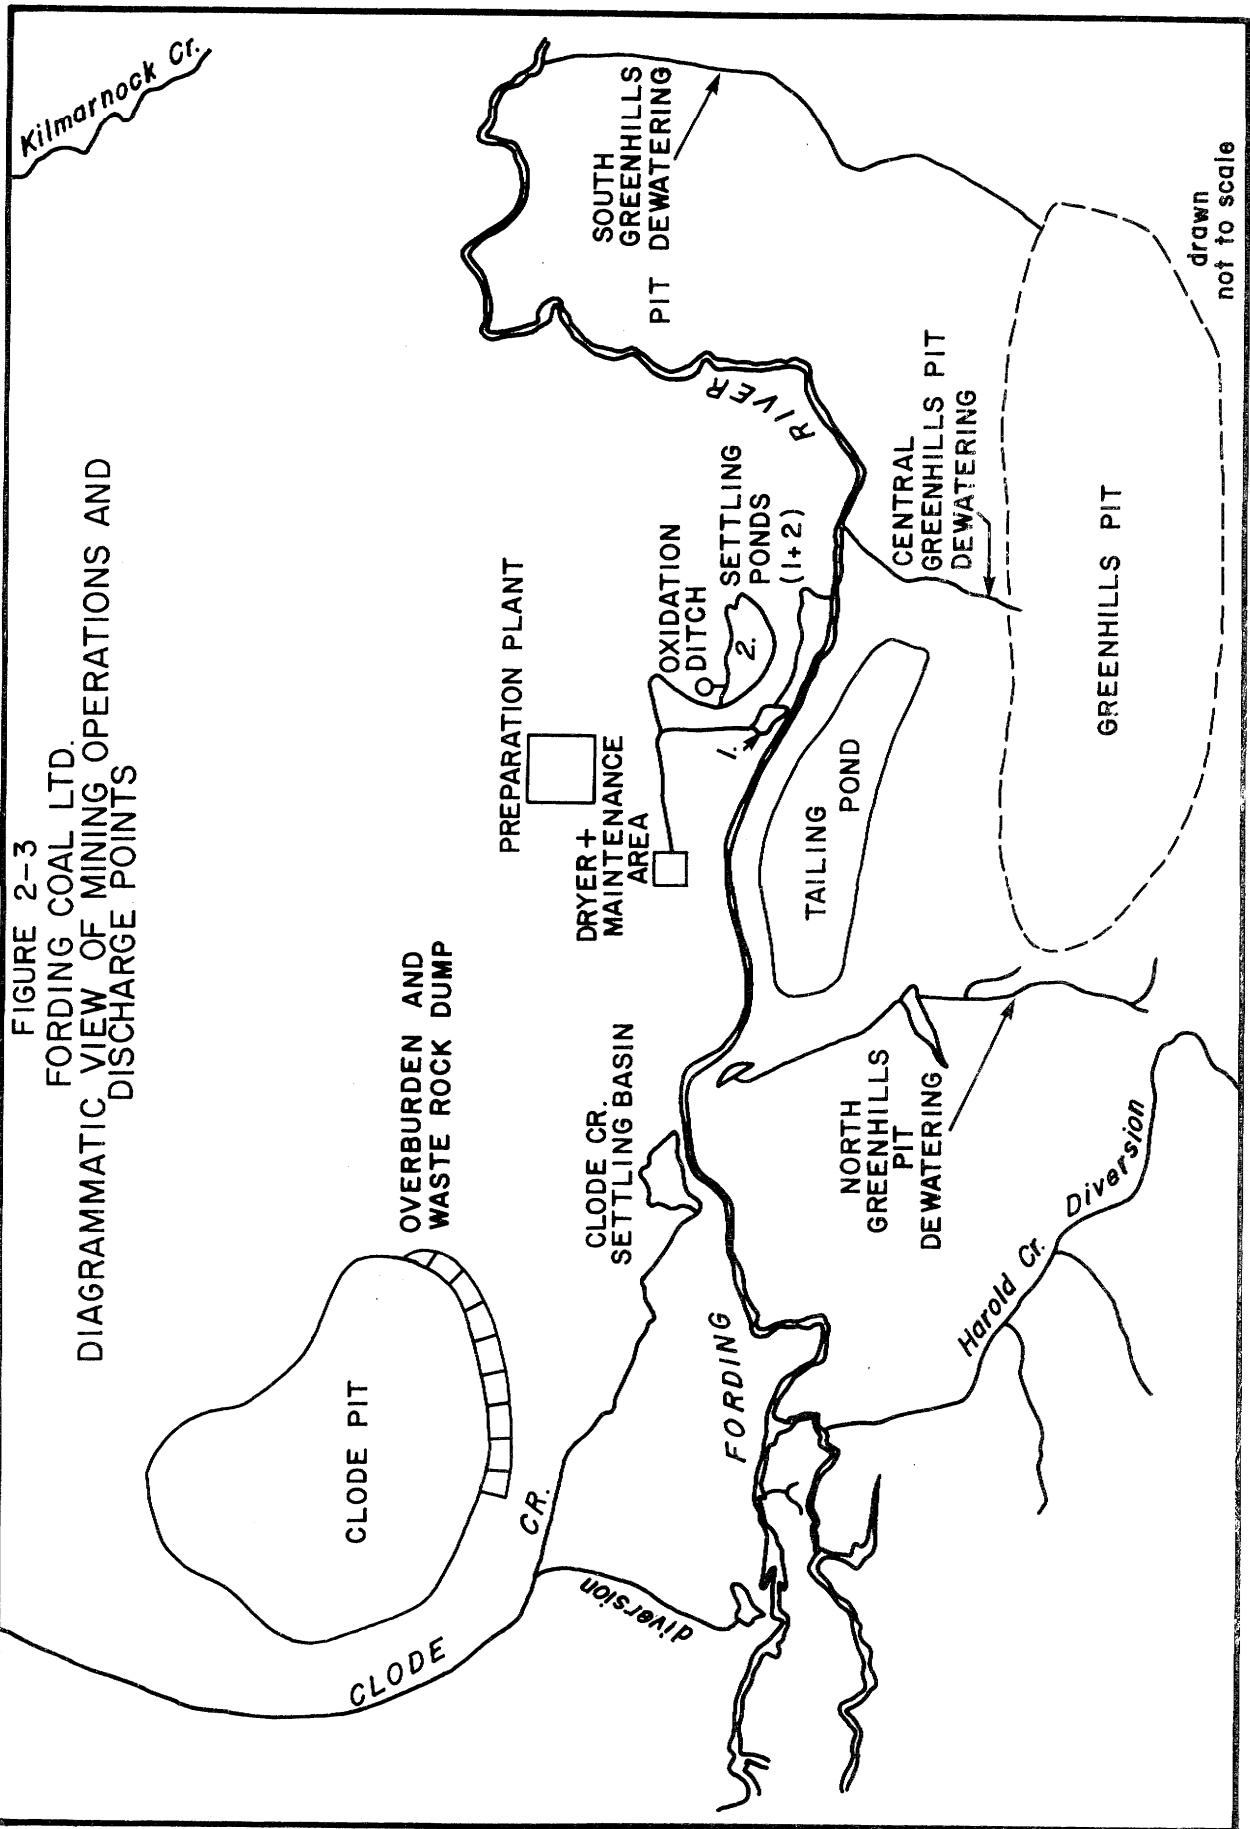 FIGURE 2-3
FORDING COAL LTD.
DIAGRAMMATIC VIEW OF MINING OPERATIONS AND
DISCHARGE POINTS
Kilmarnock Cr.
CLODE PIT
OVERBURDEN AND
WASTE ROCK DUMP
CLODE CR.
diversion
CLODE CR.
SETTLING BASIN
PREPARATION PLANT
DRYER +
MAINTENANCE
AREA
OXIDATION
DITCH
SETTLING
PONDS
(1+2)
1.
2.
FORDING RIVER
TAILING
POND
SOUTH
GREENHILLS
PIT DEWATERING
CENTRAL
GREENHILLS PIT
DEWATERING
NORTH
GREENHILLS
PIT
DEWATERING
Harold Cr. Diversion
GREENHILLS PIT
drawn
not to scale